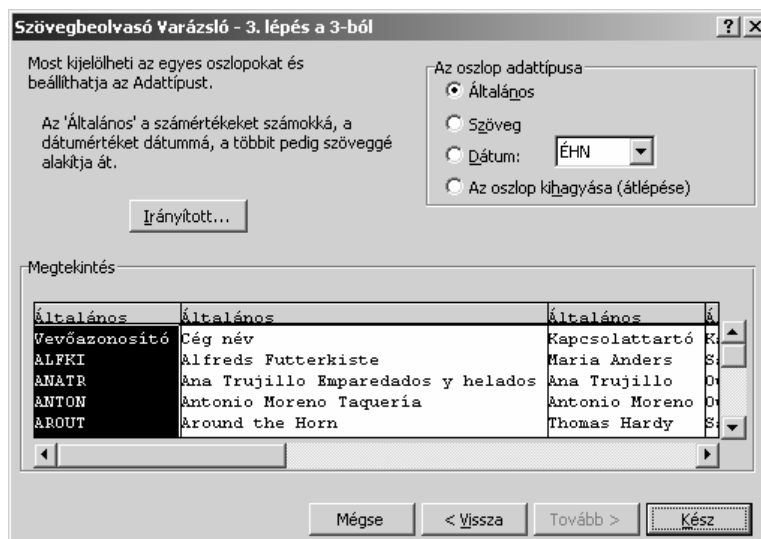 Szövegbeolvasó Varázsló - 3. lépés a 3-ból
Most kijelölheti az egyes oszlopokat és
beállíthatja az Adattípust.
Az 'Általános' a számértékeket számokká, a
dátumértéket dátummá, a többit pedig szöveggé
alakítja át.
Irányított...
Az oszlop adattípusa
Általános
Szöveg
Dátum: ÉHN
Az oszlop kihagyása (átlépése)
Megtekintés
Általános Általános Általános
Vevőazonosító Cég név Kapcsolattartó
ALFKI Alfreds Futterkiste Maria Anders
ANATR Ana Trujillo Emparedados y helados Ana Trujillo
ANTON Antonio Moreno Taquería Antonio Moreno
AROUT Around the Horn Thomas Hardy
Mégse < Vissza Tovább > Kész